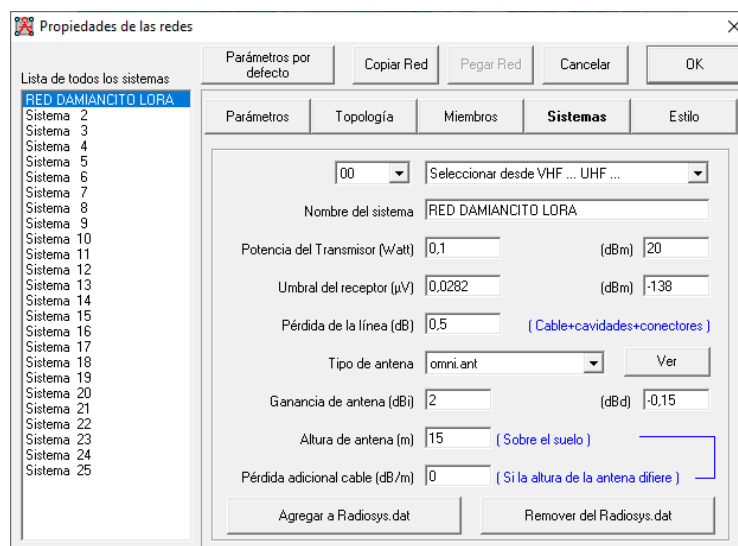 Propiedades de las redes
Parámetros por defecto
Copiar Red
Pegar Red
Cancelar
OK
Lista de todos los sistemas
RED DAMIANCITO LORA
Sistema 2
Sistema 3
Sistema 4
Sistema 5
Sistema 6
Sistema 7
Sistema 8
Sistema 9
Sistema 10
Sistema 11
Sistema 12
Sistema 13
Sistema 14
Sistema 15
Sistema 16
Sistema 17
Sistema 18
Sistema 19
Sistema 20
Sistema 21
Sistema 22
Sistema 23
Sistema 24
Sistema 25
Parámetros
Topología
Miembros
Sistemas
Estilo
00 Seleccionar desde VHF ... UHF ...
Nombre del sistema RED DAMIANCITO LORA
Potencia del Transmisor (Watt) 0,1 (dBm) 20
Umbral del receptor (µV) 0,0282 (dBm) -138
Pérdida de la línea (dB) 0,5 ( Cable+cavidades+conectores )
Tipo de antena omni.ant Ver
Ganancia de antena (dBi) 2 (dBd) -0,15
Altura de antena (m) 15 ( Sobre el suelo )
Pérdida adicional cable (dB/m) 0 ( Si la altura de la antena difiere )
Agregar a Radiosys.dat
Remover del Radiosys.dat